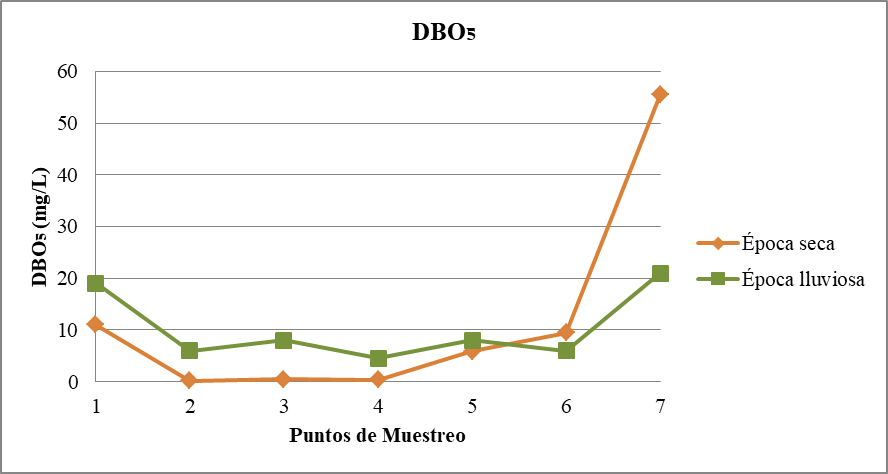 DBO₅
60
50
40
30
20
10
0
DBO₅ (mg/L)
1 2 3 4 5 6 7
Puntos de Muestreo
Época seca
Época lluviosa